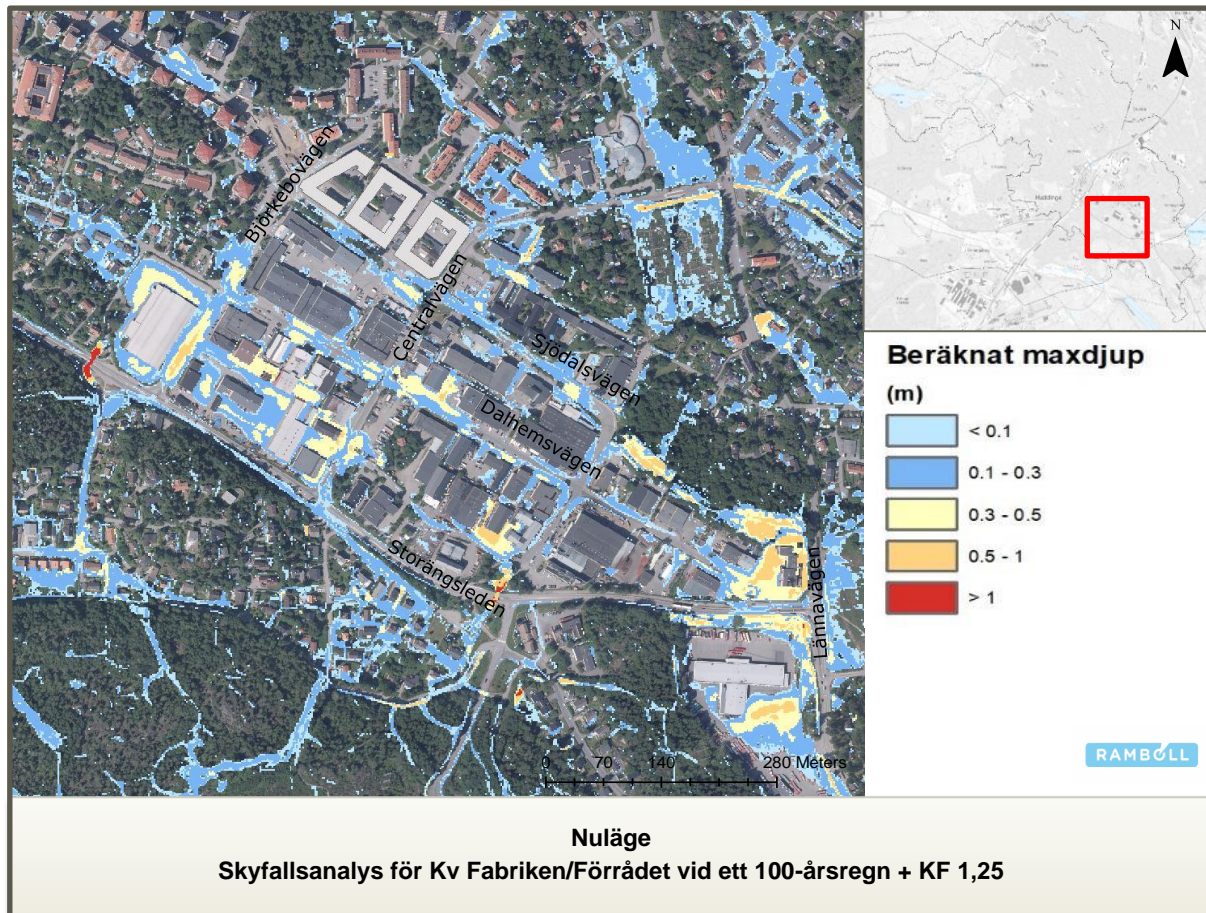 Björkebovägen
Centralvägen
Sjödalsvägen
Dalhemsvägen
Storängsleden
Lännavägen
0 70 140 280 Meters
N
Huddinge
Beräknat maxdjup
(m)
< 0.1
0.1 - 0.3
0.3 - 0.5
0.5 - 1
> 1
RAMBOLL
Nuläge
Skyfallsanalys för Kv Fabriken/Förrådet vid ett 100-årsregn + KF 1,25